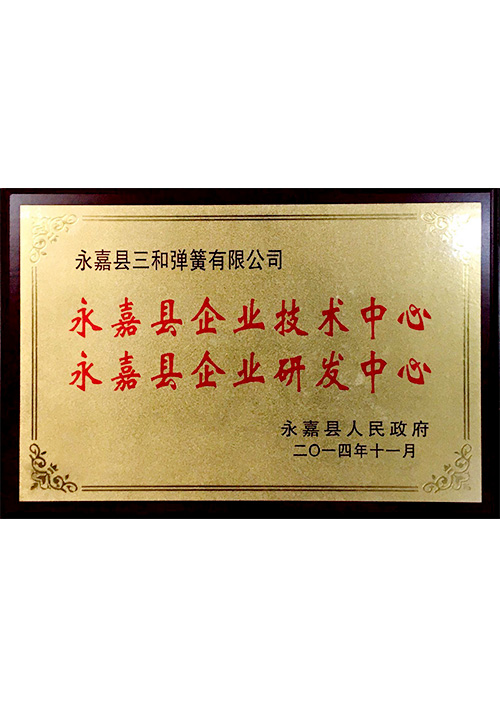 永嘉县三和弹簧有限公司
永嘉县企业技术中心
永嘉县企业研发中心
永嘉县人民政府
二〇一四年十一月